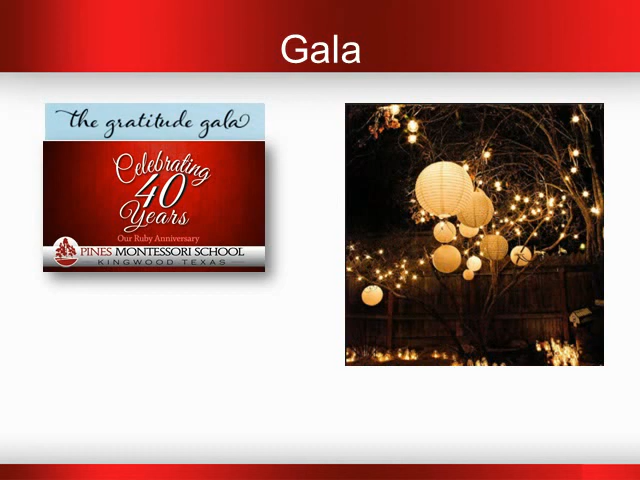 Gala
the gratitude gala
Celebrating
40
Years
Our Ruby Anniversary
PINES MONTESSORI SCHOOL
KINGWOOD TEXAS